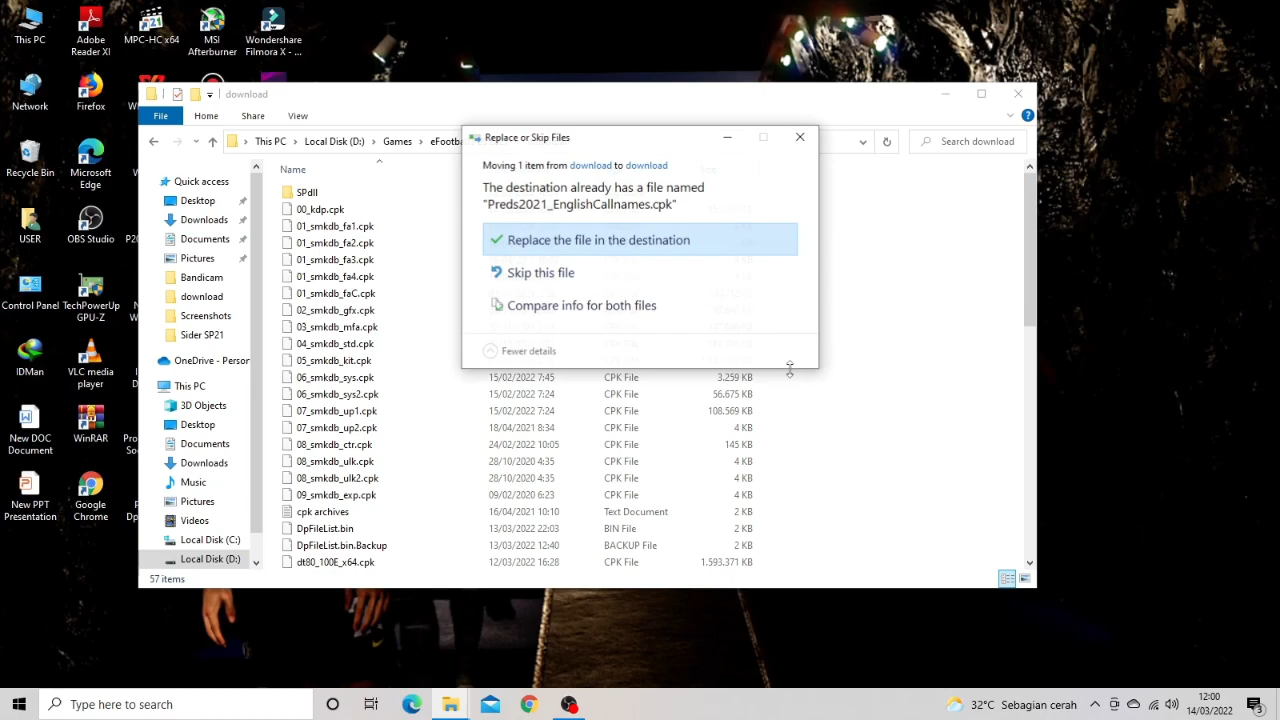 This PC
Adobe
Reader XI
MPC-HC x64
MSI
Afterburner
Wondershare
Filmora X - ...
Network
Firefox
Recycle Bin
Microsoft
Edge
USER
OBS Studio
Control Panel
TechPowerUp
GPU-Z
IDMan
VLC media
player
New DOC
Document
WinRAR
New PPT
Presentation
Google
Chrome
download
File
Home
Share
View
This PC
Local Disk (D:)
Games
Search download
Quick access
Desktop
Downloads
Documents
Pictures
Bandicam
download
Screenshots
Sider SP21
OneDrive - Person
This PC
3D Objects
Desktop
Documents
Downloads
Music
Pictures
Videos
Local Disk (C:)
Local Disk (D:)
Name
SPdll
00_kdp.cpk
01_smkdb_fa1.cpk
01_smkdb_fa2.cpk
01_smkdb_fa3.cpk
01_smkdb_fa4.cpk
01_smkdb_faC.cpk
02_smkdb_gfx.cpk
03_smkdb_mfa.cpk
04_smkdb_std.cpk
05_smkdb_kit.cpk
06_smkdb_sys.cpk 15/02/2022 7:45 CPK File 3.259 KB
06_smkdb_sys2.cpk 15/02/2022 7:24 CPK File 56.675 KB
07_smkdb_up1.cpk 15/02/2022 7:24 CPK File 108.569 KB
07_smkdb_up2.cpk 18/04/2021 8:34 CPK File 4 KB
08_smkdb_ctr.cpk 24/02/2022 10:05 CPK File 145 KB
08_smkdb_ulk.cpk 28/10/2020 4:35 CPK File 4 KB
08_smkdb_ulk2.cpk 28/10/2020 4:35 CPK File 4 KB
09_smkdb_exp.cpk 09/02/2020 6:23 CPK File 4 KB
cpk archives 16/04/2021 10:10 Text Document 2 KB
DpFileList.bin 13/03/2022 22:03 BIN File 2 KB
DpFileList.bin.Backup 13/03/2022 12:40 BACKUP File 2 KB
dt80_100E_x64.cpk 12/03/2022 16:28 CPK File 1.593.371 KB
57 items
Replace or Skip Files
Moving 1 item from download to download
The destination already has a file named
"Preds2021_EnglishCallnames.cpk"
Replace the file in the destination
Skip this file
Compare info for both files
Fewer details
Type here to search
32°C Sebagian cerah
12:00
14/03/2022
3